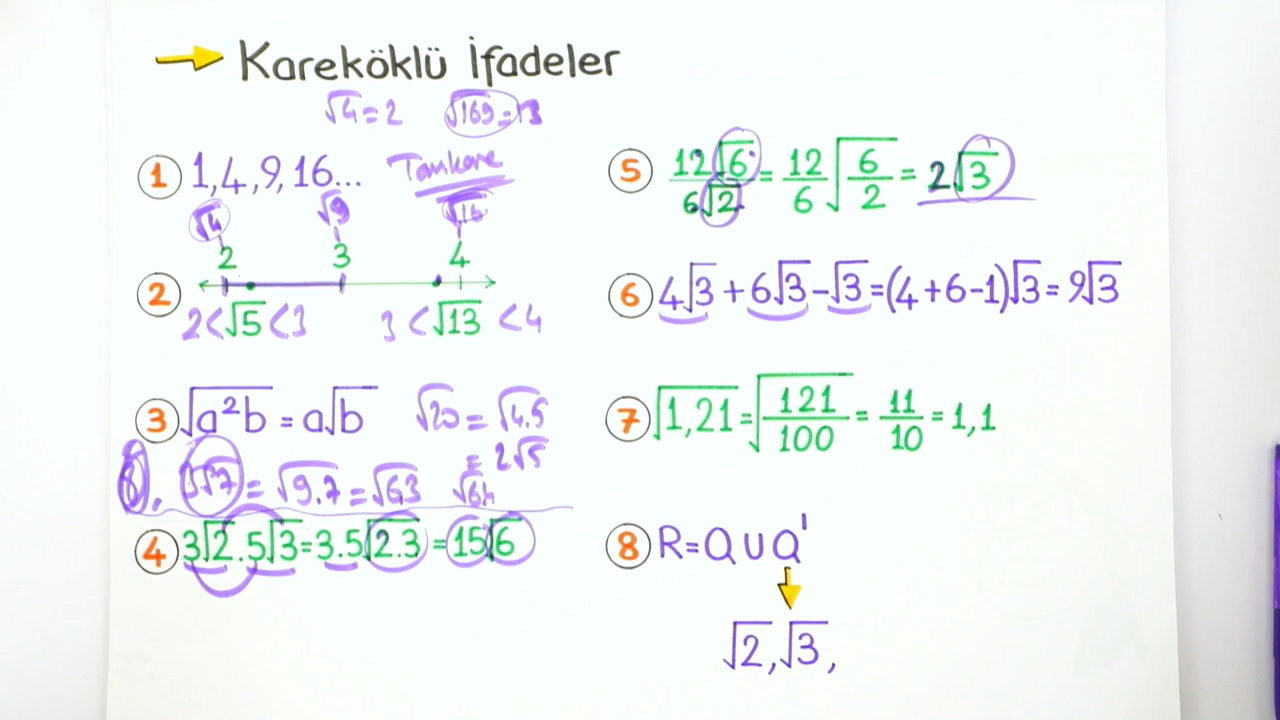 Kareköklü İfadeler
√4 = 2 √169 = 13
1 1, 4, 9, 16... Tamkare
√4 √9 √16
2 3 4
2
2 < √5 < 3 3 < √13 < 4
3 √a²b = a√b √20 = √4.5
= 2√5
8. 3√7 = √9.7 = √63 √64
4 3√2 . 5√3 = 3.5√2.3 = 15√6
5 12√6/6√2 = 12/6 √6/2 = 2√3
6 4√3 + 6√3 - √3 = (4+6-1)√3 = 9√3
7 √1,21 = √121/100 = 11/10 = 1,1
8 R = Q ∪ Q'
√2, √3,